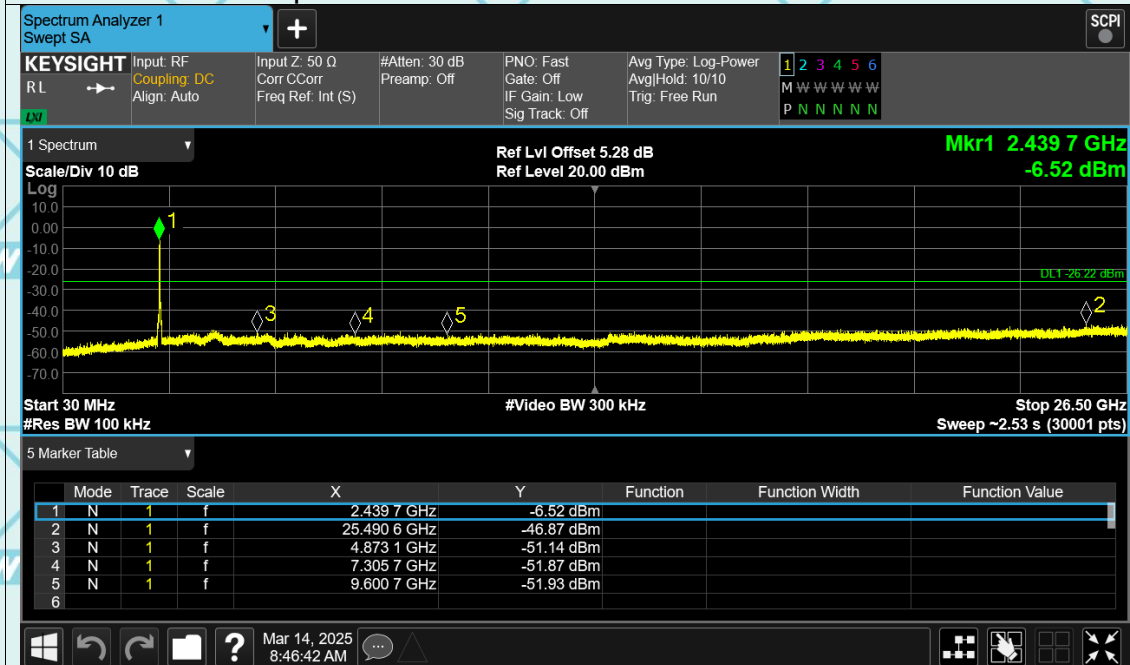 Spectrum Analyzer 1
Swept SA
+
SCPI
KEYSIGHT
RL
LXI
Input: RF
Coupling: DC
Align: Auto
Input Z: 50 Ω
Corr CCorr
Freq Ref: Int (S)
#Atten: 30 dB
Preamp: Off
PNO: Fast
Gate: Off
IF Gain: Low
Sig Track: Off
Avg Type: Log-Power
Avg|Hold: 10/10
Trig: Free Run
1 2 3 4 5 6
M W W W W W
P N N N N N
1 Spectrum
Scale/Div 10 dB
Ref Lvl Offset 5.28 dB
Ref Level 20.00 dBm
Mkr1 2.439 7 GHz
-6.52 dBm
Log
10.0
0.00
-10.0
-20.0
-30.0
-40.0
-50.0
-60.0
-70.0
1
3
4
5
2
DL1 -26.22 dBm
Start 30 MHz
#Video BW 300 kHz
Stop 26.50 GHz
#Res BW 100 kHz
Sweep ~2.53 s (30001 pts)
5 Marker Table
Mode Trace Scale X Y Function Function Width Function Value
1 N 1 f 2.439 7 GHz -6.52 dBm
2 N 1 f 25.490 6 GHz -46.87 dBm
3 N 1 f 4.873 1 GHz -51.14 dBm
4 N 1 f 7.305 7 GHz -51.87 dBm
5 N 1 f 9.600 7 GHz -51.93 dBm
6
?
Mar 14, 2025
8:46:42 AM